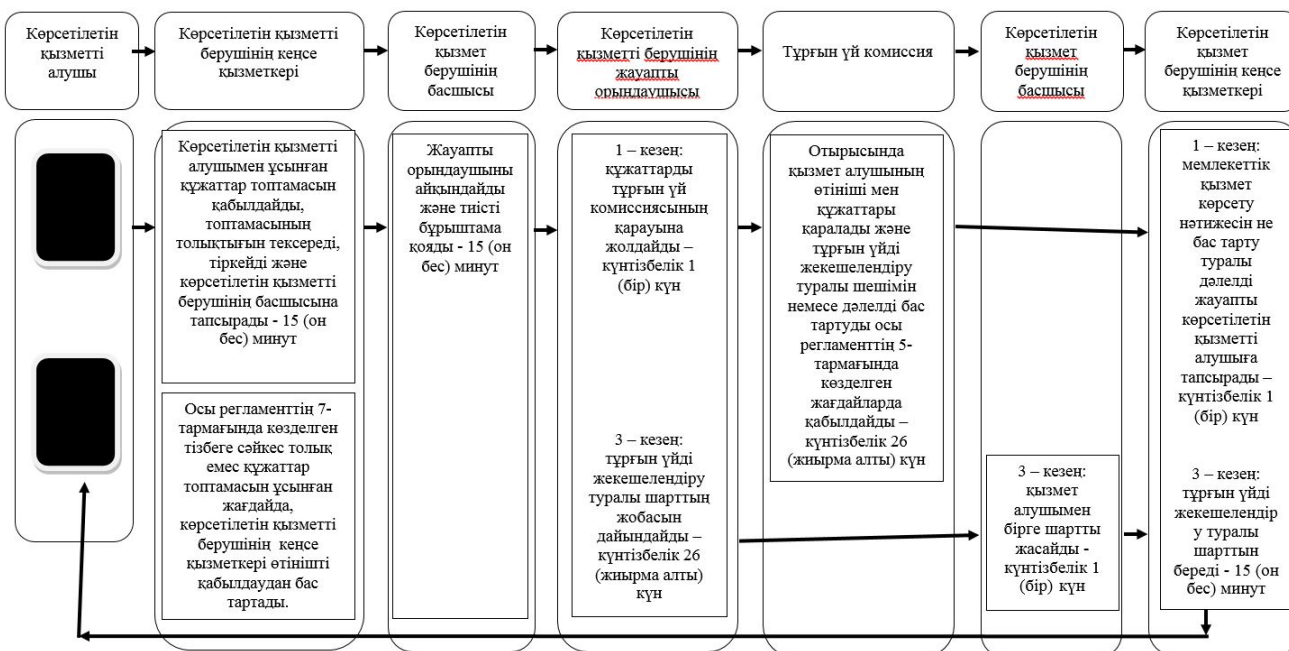 Көрсетілетін
қызметті
алушы
Көрсетілетін қызметті
берушінің кеңсе
қызметкері
Көрсетілетін
қызмет
берушінің
басшысы
Көрсетілетін
қызметті берушінің
жауапты
орындаушысы
Тұрғын үй комиссия
Көрсетілетін
қызмет
берушінің
басшысы
Көрсетілетін
қызмет
берушінің кеңсе
қызметкері
Көрсетілетін қызметті
алушымен ұсынған
құжаттар топтамасын
қабылдайды,
топтамасының
толықтығын тексереді,
тіркейді және
көрсетілетін қызметті
берушінің басшысына
тапсырады - 15 (он
бес) минут
Осы регламенттің 7-
тармағында көзделген
тізбеге сәйкес толық
емес құжаттар
топтамасын ұсынған
жағдайда,
көрсетілетін қызметті
берушінің кеңсе
қызметкері өтінішті
қабылдаудан бас
тартады.
Жауапты
орындаушыны
айқындайды
және тиісті
бұрыштама
қояды - 15 (он
бес) минут
1 – кезең:
құжаттарды
тұрғын үй
комиссиясының
қарауына
жолдайды –
күнтізбелік 1
(бір) күн
3 – кезең:
тұрғын үйді
жекешелендіру
туралы шарттың
жобасын
дайындайды –
күнтізбелік 26
(жиырма алты)
күн
Отырысында
қызмет алушының
өтініші мен
құжаттары
қаралады және
тұрғын үйді
жекешелендіру
туралы шешімін
немесе дәлелді бас
тартуды осы
регламенттің 5-
тармағында
көзделген
жағдайларда
қабылдайды –
күнтізбелік 26
(жиырма алты) күн
3 – кезең:
қызмет
алушымен
бірге шартты
жасайды -
күнтізбелік 1
(бір) күн
1 – кезең:
мемлекеттік
қызмет
көрсету
нәтижесін не
бас тарту
туралы
дәлелді
жауапты
көрсетілетін
қызметті
алушыға
тапсырады –
күнтізбелік 1
(бір) күн
3 – кезең:
тұрғын үйді
жекешелендір
у туралы
шарттын
береді - 15 (он
бес) минут